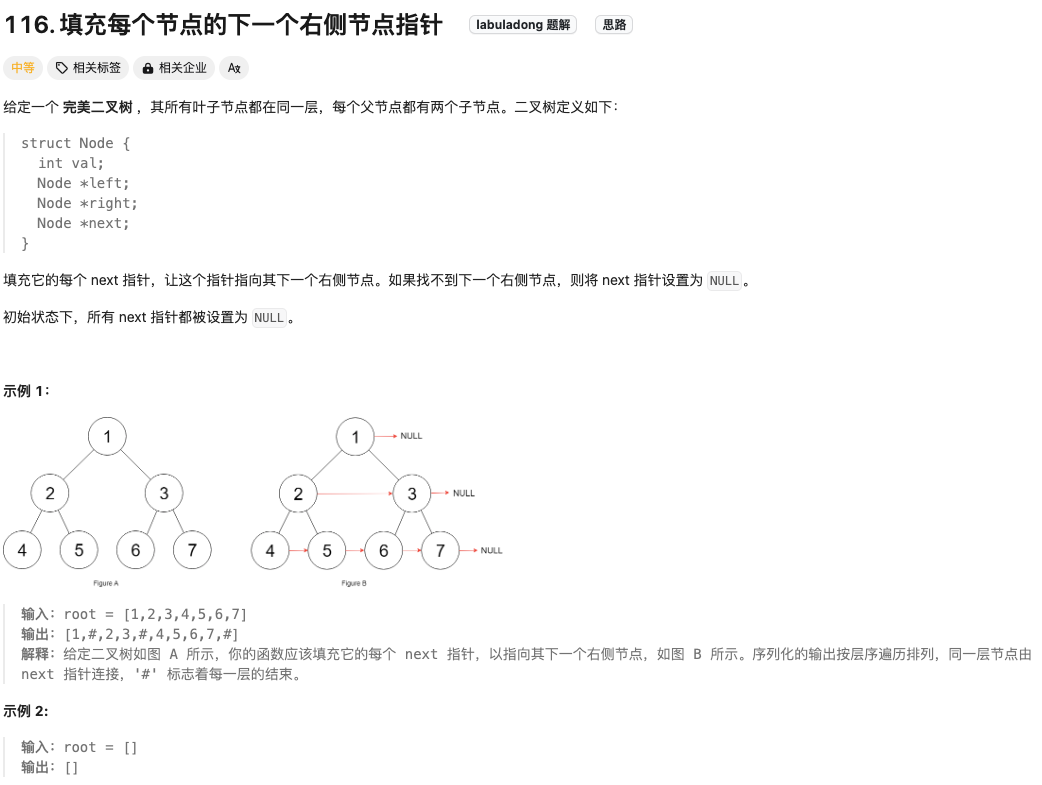 116. 填充每个节点的下一个右侧节点指针 labuladong 题解 思路
中等 相关标签 相关企业 A文
给定一个 完美二叉树 ，其所有叶子节点都在同一层，每个父节点都有两个子节点。二叉树定义如下：
struct Node {
int val;
Node *left;
Node *right;
Node *next;
}
填充它的每个 next 指针，让这个指针指向其下一个右侧节点。如果找不到下一个右侧节点，则将 next 指针设置为 NULL 。
初始状态下，所有 next 指针都被设置为 NULL 。
示例 1：
1 1 NULL
2 3 2 3 NULL
4 5 6 7 4 5 6 7 NULL
Figure A Figure B
输入：root = [1,2,3,4,5,6,7]
输出：[1,#,2,3,#,4,5,6,7,#]
解释：给定二叉树如图 A 所示，你的函数应该填充它的每个 next 指针，以指向其下一个右侧节点，如图 B 所示。序列化的输出按层序遍历排列，同一层节点由
next 指针连接，'#' 标志着每一层的结束。
示例 2:
输入：root = []
输出：[]